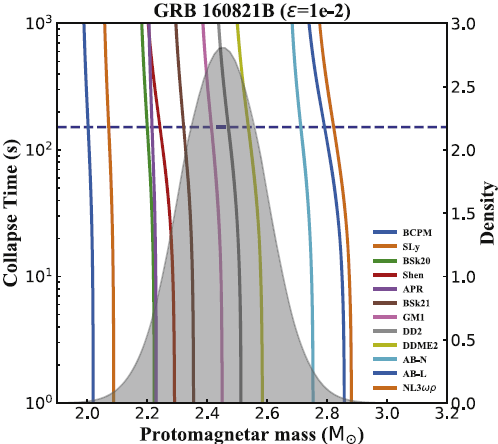 GRB 160821B (ε=1e-2)
Collapse Time (s)
10³
10²
10¹
10⁰
Density
3.0
2.5
2.0
1.5
1.0
0.5
0.0
BCPM
SLy
BSk20
Shen
APR
BSk21
GM1
DD2
DDME2
AB-N
AB-L
NL3ωρ
2.0 2.2 2.4 2.6 2.8 3.0 3.2
Protomagnetar mass (M☉)